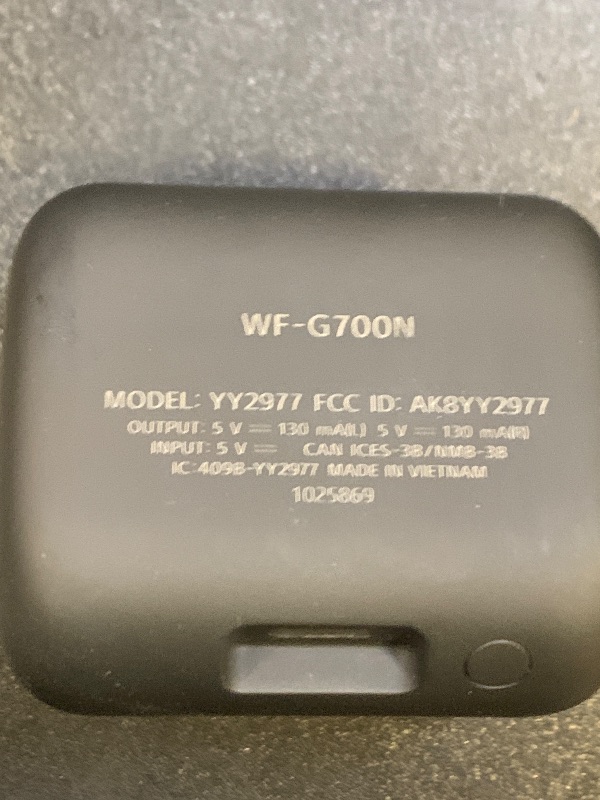 WF-G700N
MODEL: YY2977 FCC ID: AK8YY2977
OUTPUT: 5 V ⎓ 130 mA(L) 5 V ⎓ 130 mA(R)
INPUT: 5 V ⎓ CAN ICES-3B/NMB-3B
IC: 409B-YY2977 MADE IN VIETNAM
1025869